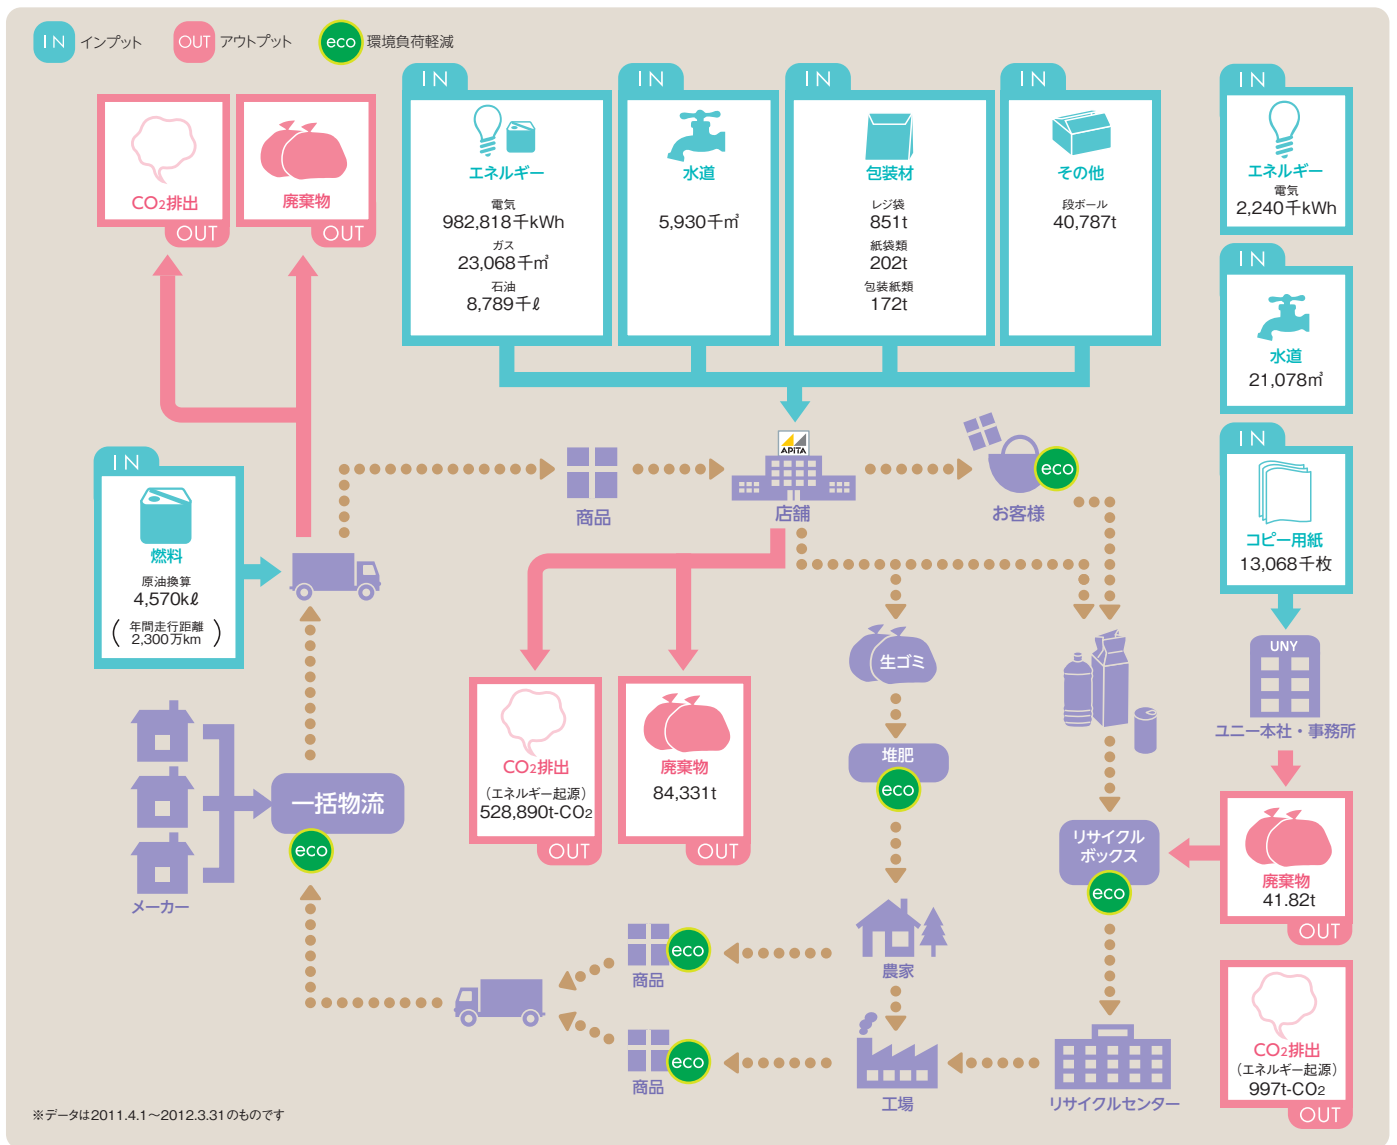 IN インプット OUT アウトプット eco 環境負荷軽減
CO2排出
OUT
廃棄物
OUT
IN
エネルギー
電気
982,818千kWh
ガス
23,068千㎥
石油
8,789千ℓ
IN
水道
5,930千㎥
IN
包装材
レジ袋
851t
紙袋類
202t
包装紙類
172t
IN
その他
段ボール
40,787t
IN
エネルギー
電気
2,240千kWh
IN
水道
21,078㎥
IN
コピー用紙
13,068千枚
IN
燃料
原油換算
4,570kℓ
(年間走行距離
2,300万km)
商品
APiTA
店舗
eco
お客様
UNY
ユニー本社・事務所
生ゴミ
CO2排出
(エネルギー起源)
528,890t-CO2
OUT
廃棄物
84,331t
OUT
堆肥
eco
メーカー
一括物流
eco
リサイクル
ボックス
eco
廃棄物
41.82t
OUT
商品
eco
農家
商品
eco
工場
リサイクルセンター
CO2排出
(エネルギー起源)
997t-CO2
OUT
※データは2011.4.1〜2012.3.31のものです